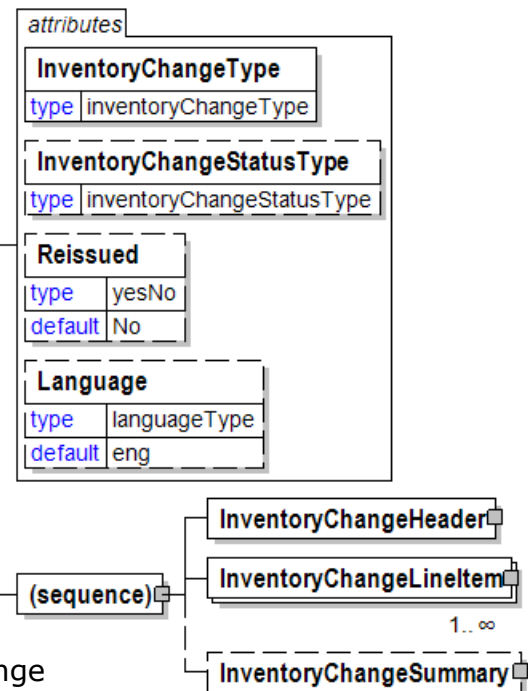 attributes
InventoryChangeType
type inventoryChangeType
InventoryChangeStatusType
type inventoryChangeStatusType
Reissued
type yesNo
default No
Language
type languageType
default eng
InventoryChangeHeader
(sequence)
InventoryChangeLineItem
1.. ∞
nge
InventoryChangeSummary